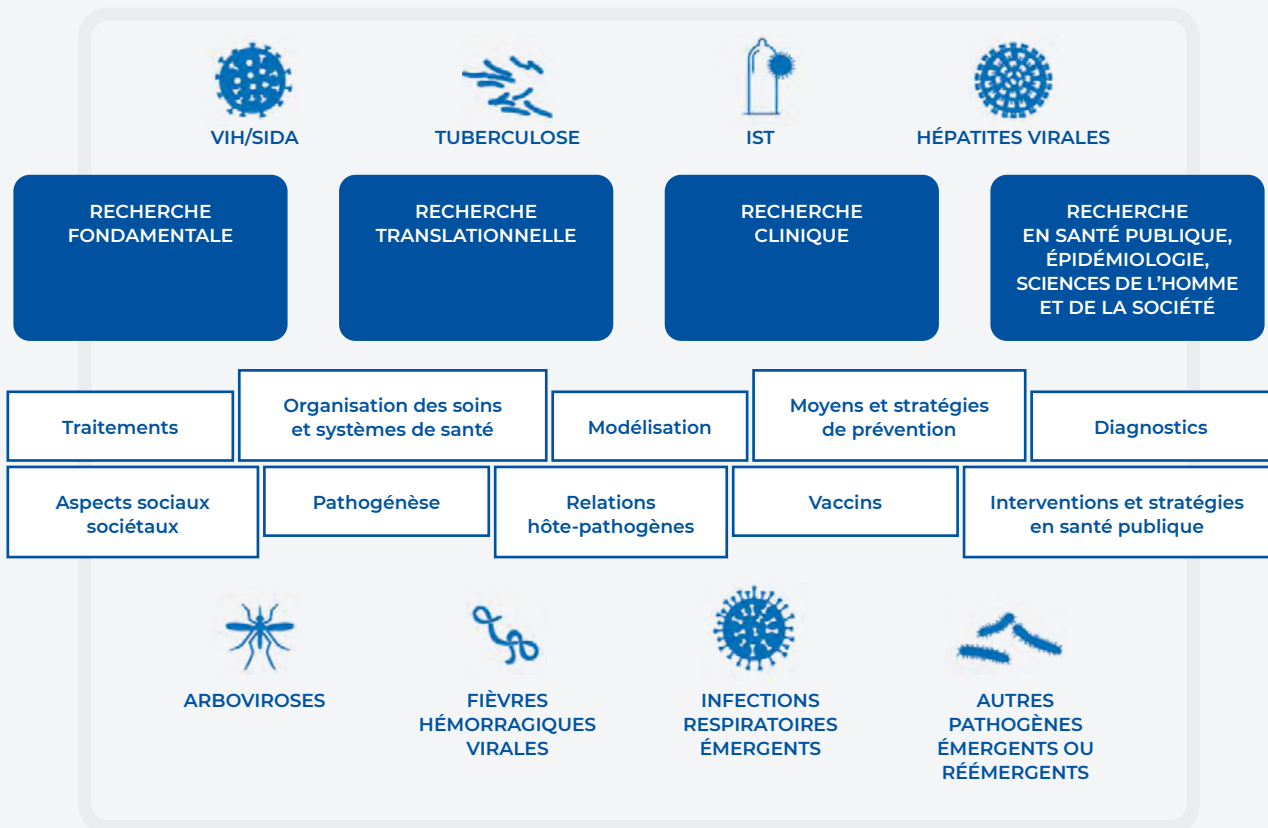 VIH/SIDA
TUBERCULOSE
IST
HÉPATITES VIRALES
RECHERCHE
FONDAMENTALE
RECHERCHE
TRANSLATIONNELLE
RECHERCHE
CLINIQUE
RECHERCHE
EN SANTÉ PUBLIQUE,
ÉPIDÉMIOLOGIE,
SCIENCES DE L'HOMME
ET DE LA SOCIÉTÉ
Traitements
Organisation des soins
et systèmes de santé
Modélisation
Moyens et stratégies
de prévention
Diagnostics
Aspects sociaux
sociétaux
Pathogénèse
Relations
hôte-pathogènes
Vaccins
Interventions et stratégies
en santé publique
ARBOVIROSES
FIÈVRES
HÉMORRAGIQUES
VIRALES
INFECTIONS
RESPIRATOIRES
ÉMERGENTS
AUTRES
PATHOGÈNES
ÉMERGENTS OU
RÉÉMERGENTS